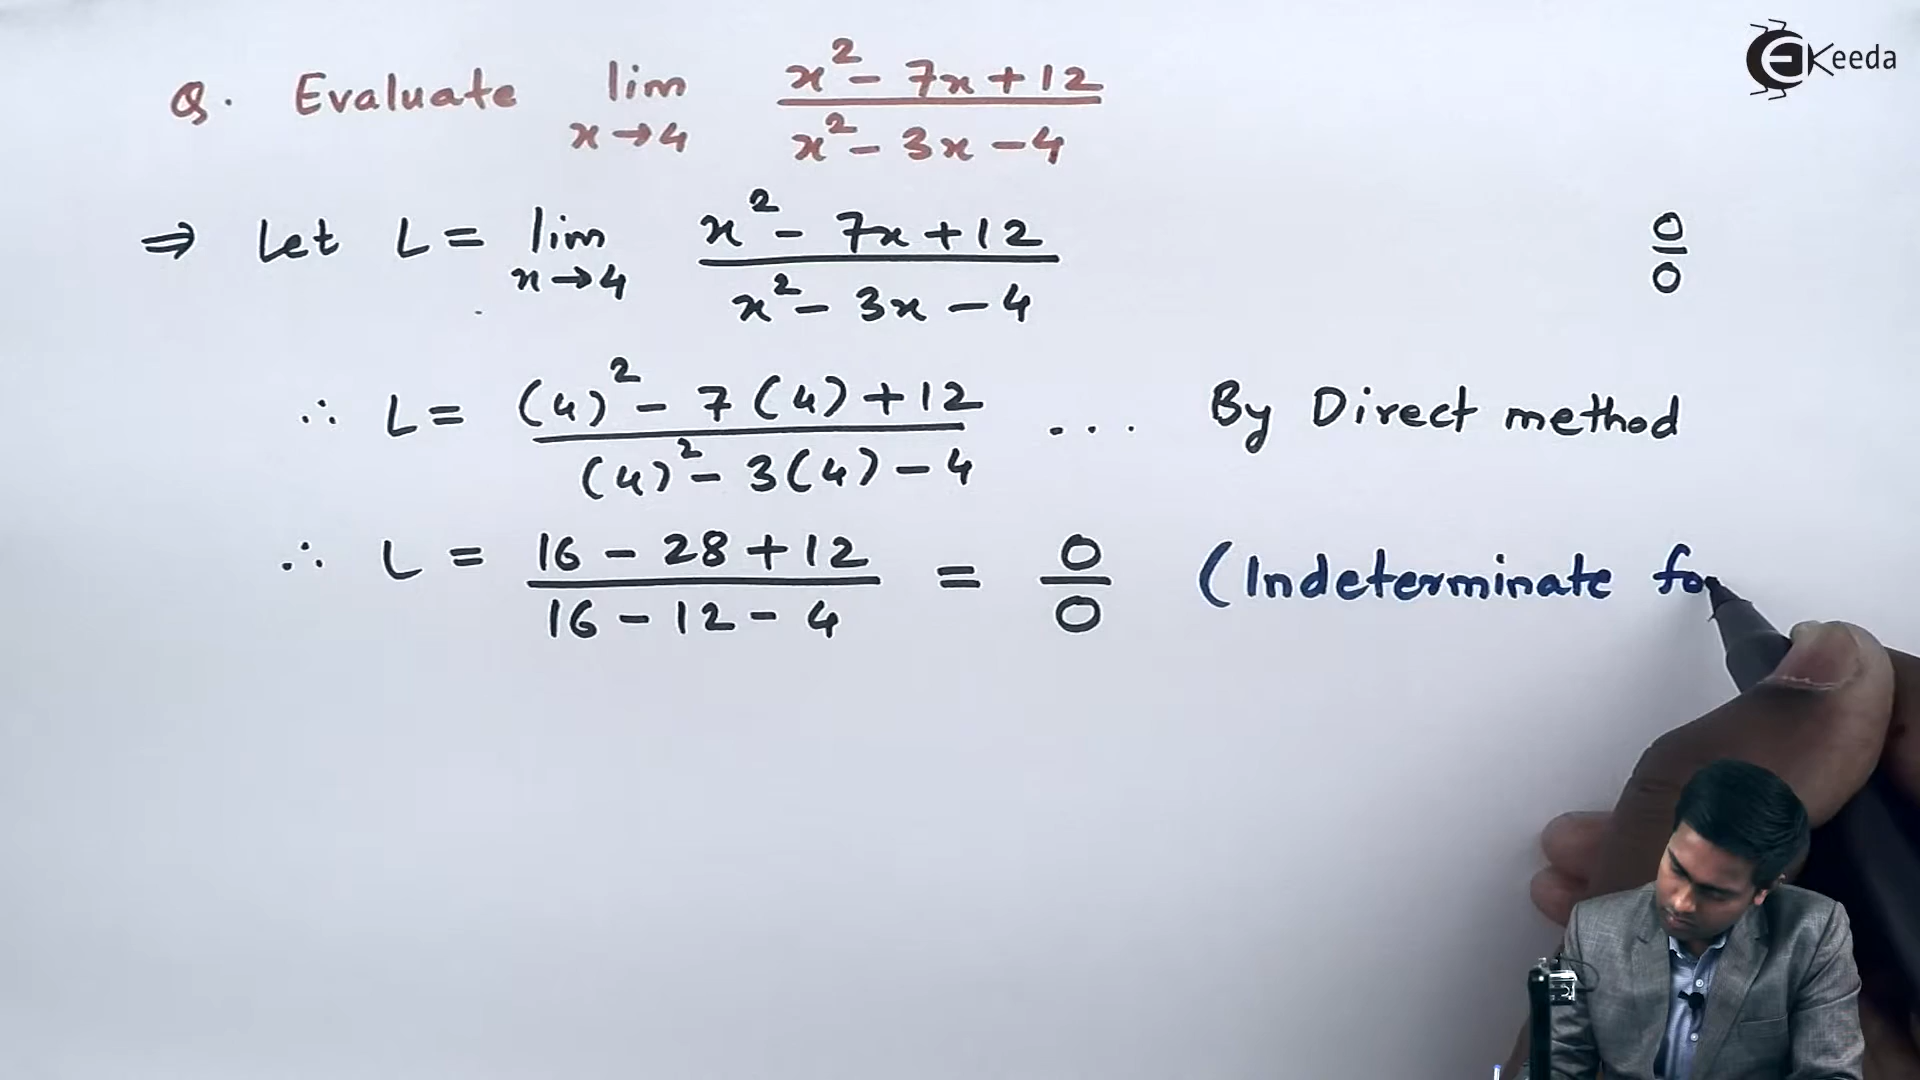 Keeda
Q. Evaluate lim x→4 x² - 7x + 12 / x² - 3x - 4
⇒ Let L = lim x→4 x² - 7x + 12 / x² - 3x - 4
0/0
∴ L = (4)² - 7(4) + 12 / (4)² - 3(4) - 4 ... By Direct method
∴ L = 16 - 28 + 12 / 16 - 12 - 4 = 0/0 (Indeterminate fo